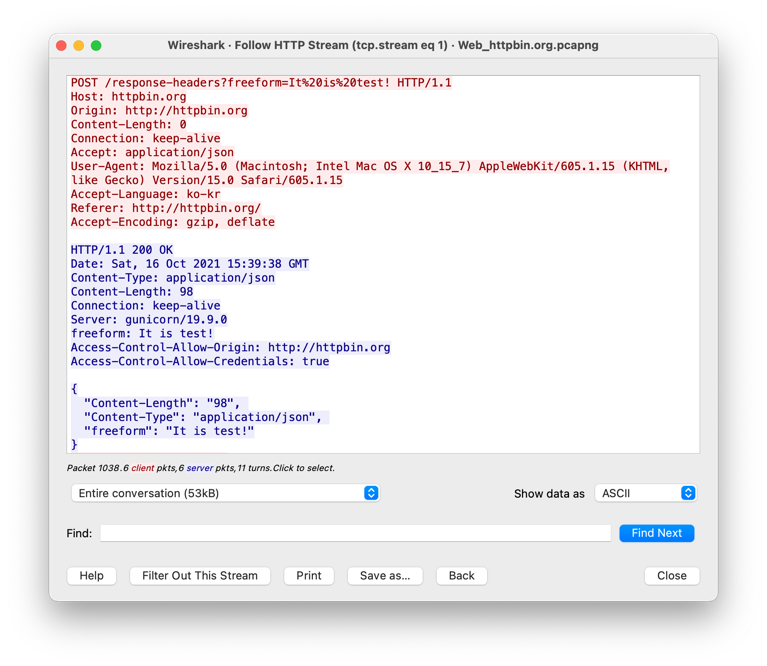 Wireshark · Follow HTTP Stream (tcp.stream eq 1) · Web_httpbin.org.pcapng
POST /response-headers?freeform=It%20is%20test! HTTP/1.1
Host: httpbin.org
Origin: http://httpbin.org
Content-Length: 0
Connection: keep-alive
Accept: application/json
User-Agent: Mozilla/5.0 (Macintosh; Intel Mac OS X 10_15_7) AppleWebKit/605.1.15 (KHTML,
like Gecko) Version/15.0 Safari/605.1.15
Accept-Language: ko-kr
Referer: http://httpbin.org/
Accept-Encoding: gzip, deflate
HTTP/1.1 200 OK
Date: Sat, 16 Oct 2021 15:39:38 GMT
Content-Type: application/json
Content-Length: 98
Connection: keep-alive
Server: gunicorn/19.9.0
freeform: It is test!
Access-Control-Allow-Origin: http://httpbin.org
Access-Control-Allow-Credentials: true
{
  "Content-Length": "98",
  "Content-Type": "application/json",
  "freeform": "It is test!"
}
Packet 1038. 6 client pkts, 6 server pkts, 11 turns. Click to select.
Entire conversation (53kB)
Show data as
ASCII
Find:
Find Next
Help
Filter Out This Stream
Print
Save as...
Back
Close